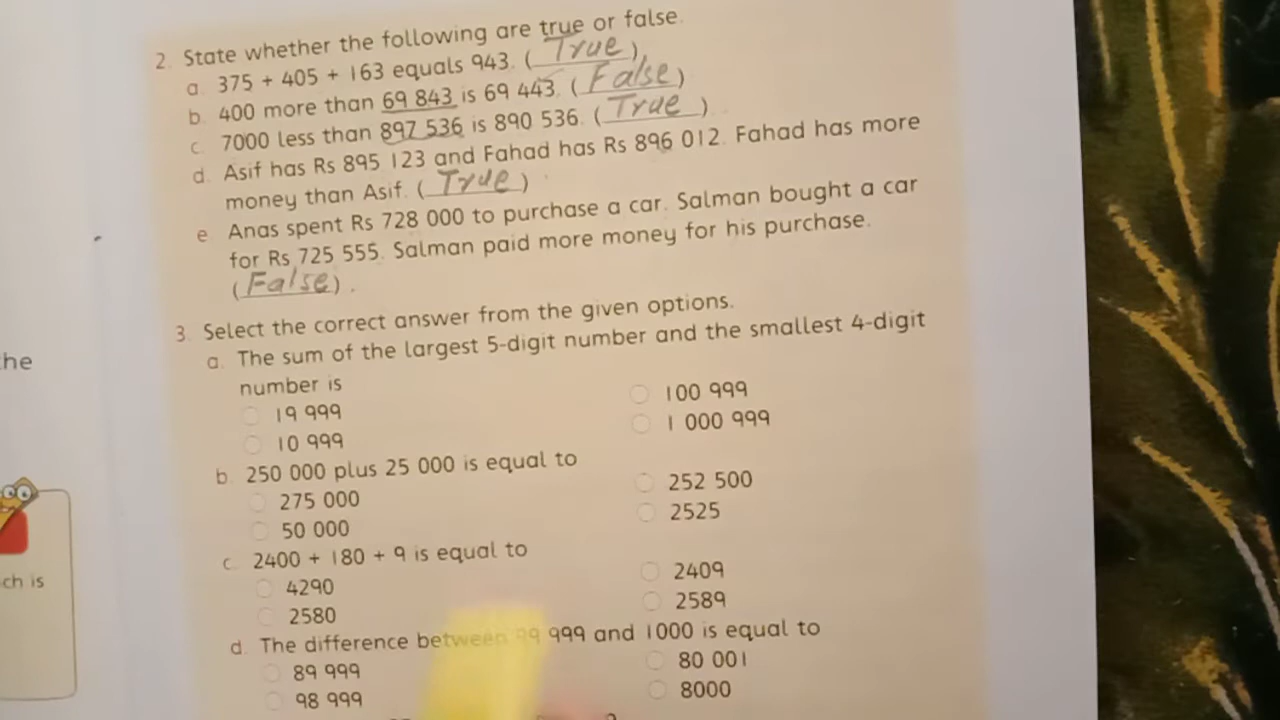 2. State whether the following are true or false.
a. 375 + 405 + 163 equals 943. (True)
b. 400 more than 69 843 is 69 443. (False)
c. 7000 less than 897 536 is 890 536. (True)
d. Asif has Rs 895 123 and Fahad has Rs 896 012. Fahad has more
money than Asif. (True)
e Anas spent Rs 728 000 to purchase a car. Salman bought a car
for Rs 725 555. Salman paid more money for his purchase.
(False).
he
3. Select the correct answer from the given options.
a. The sum of the largest 5-digit number and the smallest 4-digit
number is
19 999 100 999
10 999 1 000 999
b. 250 000 plus 25 000 is equal to
275 000 252 500
50 000 2525
c. 2400 + 180 + 9 is equal to
ch is
4290 2409
2580 2589
d. The difference between 99 999 and 1000 is equal to
89 999 80 001
98 999 8000